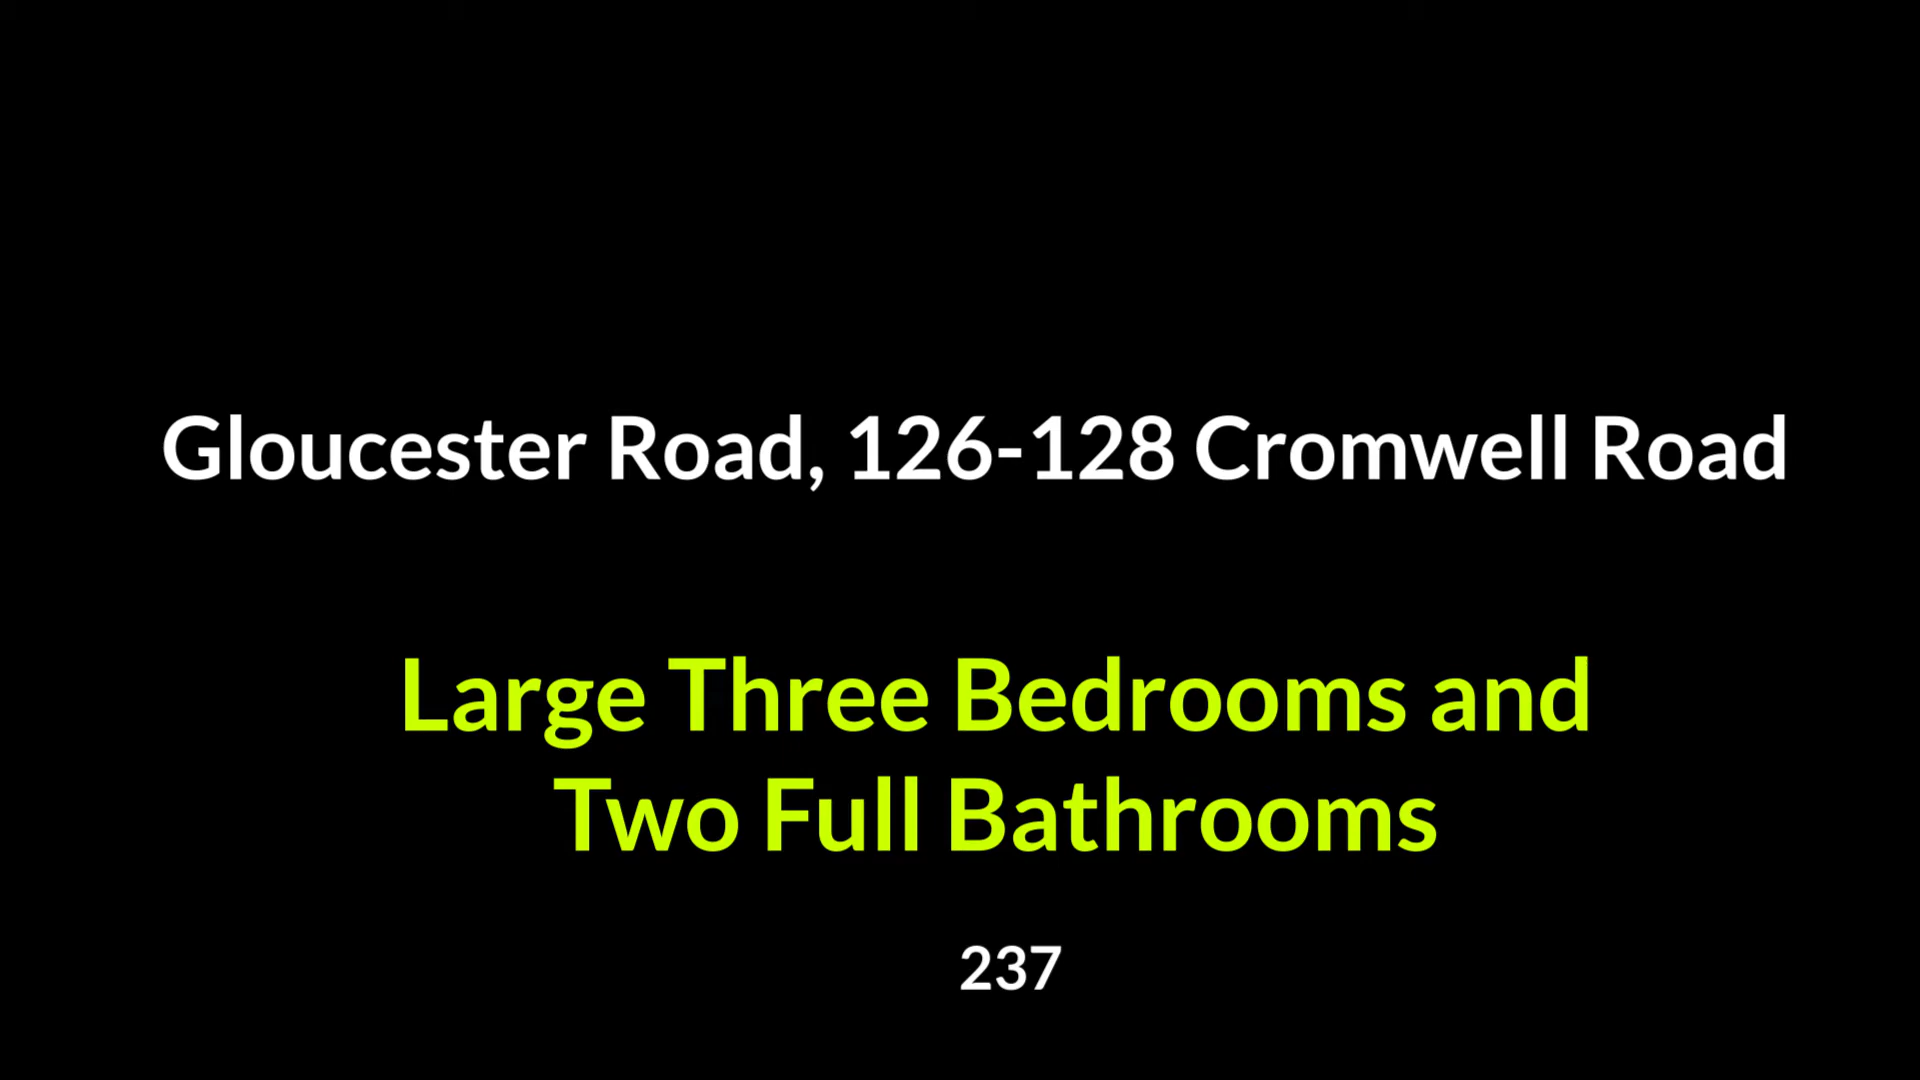 Gloucester Road, 126-128 Cromwell Road
Large Three Bedrooms and
Two Full Bathrooms
237